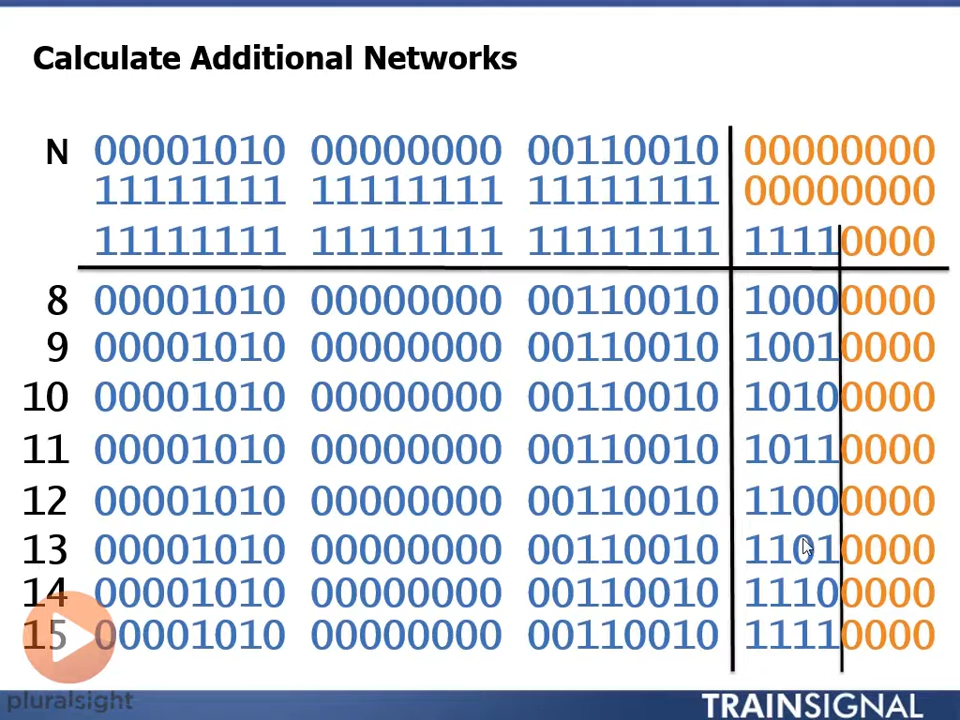 Calculate Additional Networks
N 00001010 00000000 00110010 00000000
11111111 11111111 11111111 00000000
11111111 11111111 11111111 11110000
8 00001010 00000000 00110010 10000000
9 00001010 00000000 00110010 10010000
10 00001010 00000000 00110010 10100000
11 00001010 00000000 00110010 10110000
12 00001010 00000000 00110010 11000000
13 00001010 00000000 00110010 11010000
14 00001010 00000000 00110010 11100000
15 00001010 00000000 00110010 11110000
pluralsight
TRAINSIGNAL